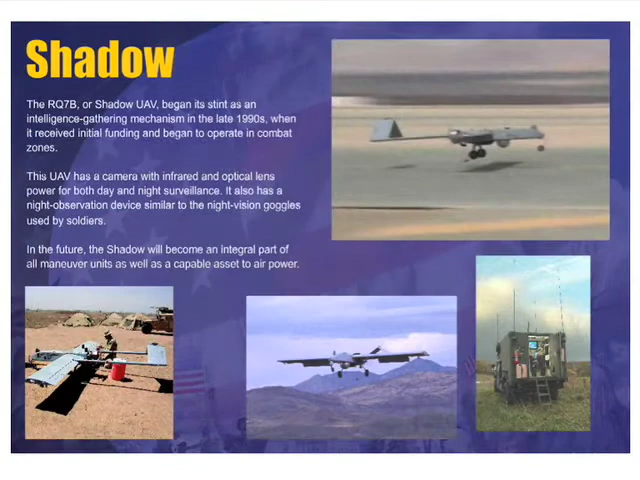 Shadow
The RQ7B, or Shadow UAV, began its stint as an
intelligence-gathering mechanism in the late 1990s, when
it received initial funding and began to operate in combat
zones.
This UAV has a camera with infrared and optical lens
power for both day and night surveillance. It also has a
night-observation device similar to the night-vision goggles
used by soldiers.
In the future, the Shadow will become an integral part of
all maneuver units as well as a capable asset to air power.